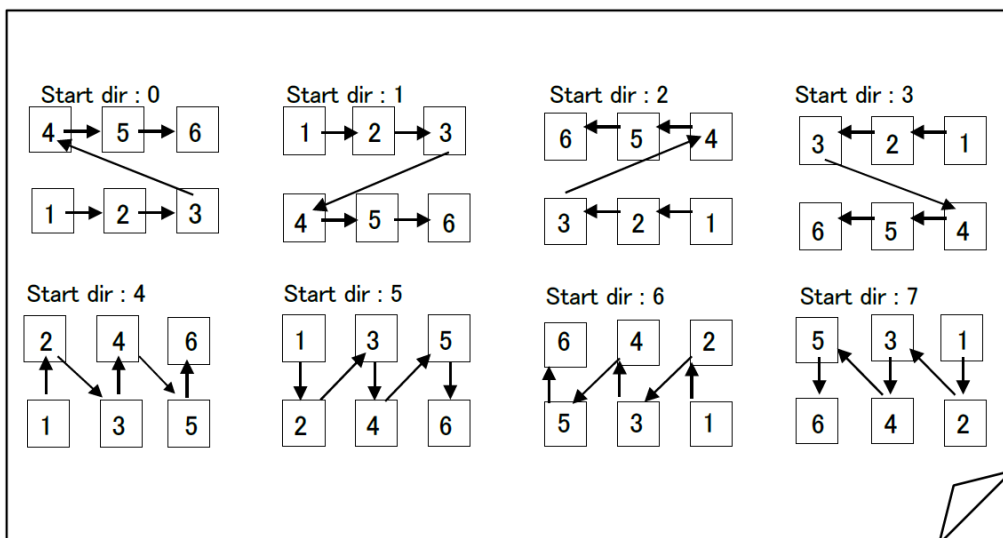 Start dir : 0
Start dir : 1
Start dir : 2
Start dir : 3
4 5 6
1 2 3
6 5 4
3 2 1
1 2 3
4 5 6
3 2 1
6 5 4
Start dir : 4
Start dir : 5
Start dir : 6
Start dir : 7
2 4 6
1 3 5
6 4 2
5 3 1
1 3 5
2 4 6
5 3 1
6 4 2